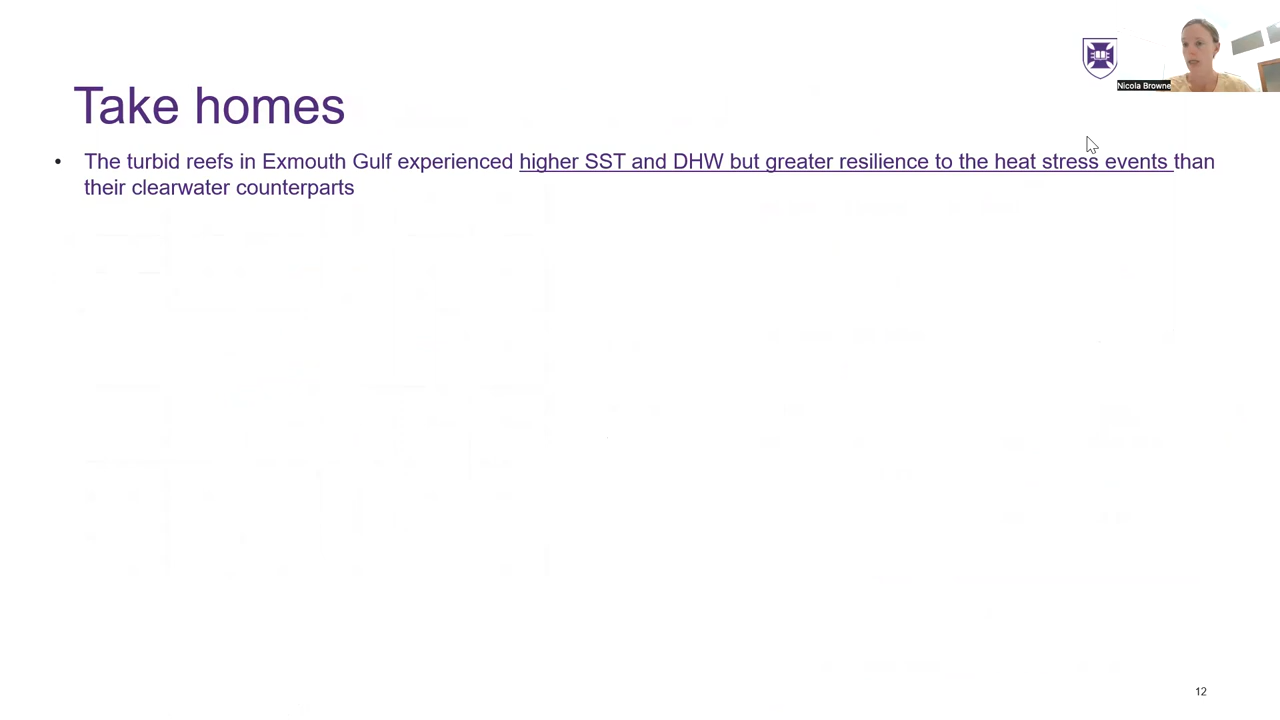 Nicola Browne
Take homes
• The turbid reefs in Exmouth Gulf experienced higher SST and DHW but greater resilience to the heat stress events than
their clearwater counterparts
12